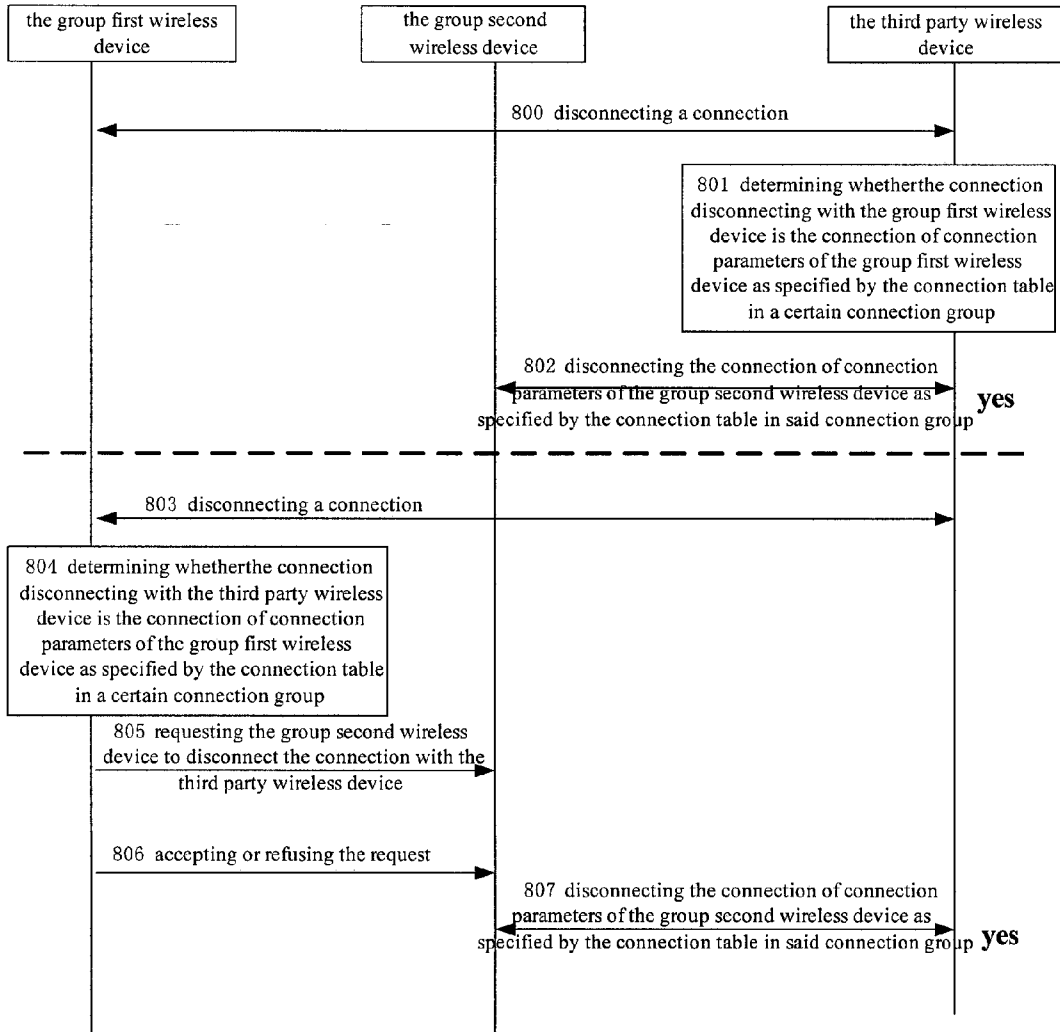 the group first wireless
device
the group second
wireless device
the third party wireless
device
800 disconnecting a connection
801 determining whetherthe connection
disconnecting with the group first wireless
device is the connection of connection
parameters of the group first wireless
device as specified by the connection table
in a certain connection group
802 disconnecting the connection of connection
parameters of the group second wireless device as
specified by the connection table in said connection group
yes
803 disconnecting a connection
804 determining whetherthe connection
disconnecting with the third party wireless
device is the connection of connection
parameters of the group first wireless
device as specified by the connection table
in a certain connection group
805 requesting the group second wireless
device to disconnect the connection with the
third party wireless device
806 accepting or refusing the request
807 disconnecting the connection of connection
parameters of the group second wireless device as
specified by the connection table in said connection group
yes